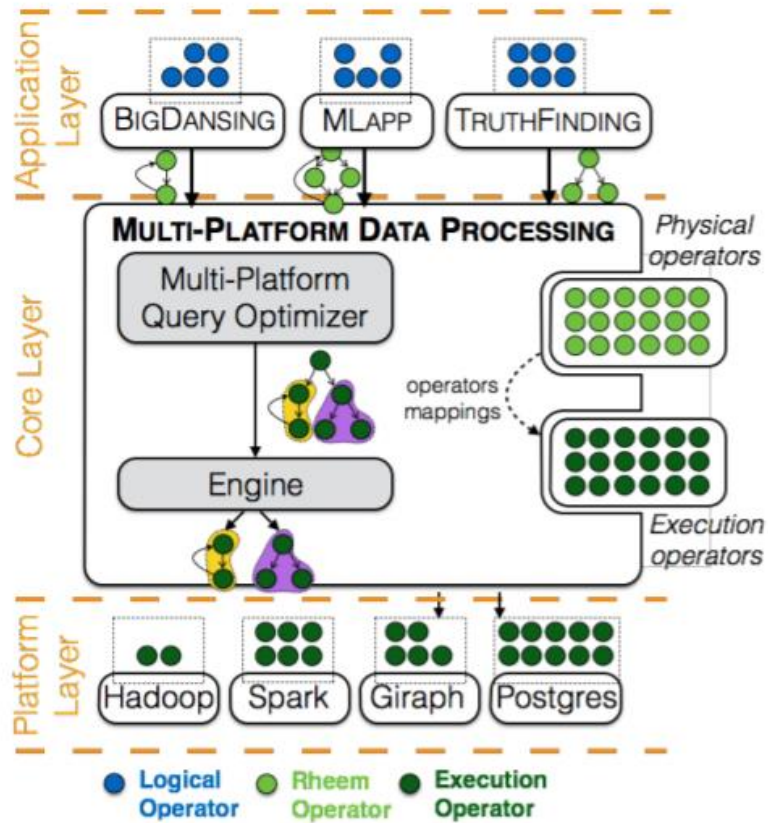 Application
Layer
BIGDANSING
MLAPP
TRUTHFINDING
Core Layer
MULTI-PLATFORM DATA PROCESSING
Physical
operators
Multi-Platform
Query Optimizer
operators
mappings
Engine
Execution
operators
Platform
Layer
Hadoop
Spark
Giraph
Postgres
Logical
Operator
Rheem
Operator
Execution
Operator